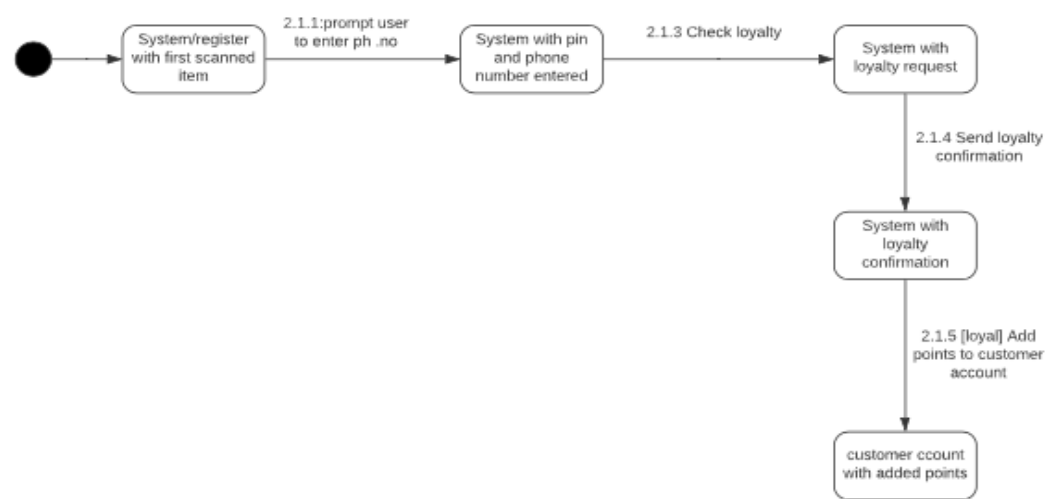 System/register
with first scanned
item
2.1.1:prompt user
to enter ph .no
System with pin
and phone
number entered
2.1.3 Check loyalty
System with
loyalty request
2.1.4 Send loyalty
confirmation
System with
loyalty
confirmation
2.1.5 [loyal] Add
points to customer
account
customer ccount
with added points